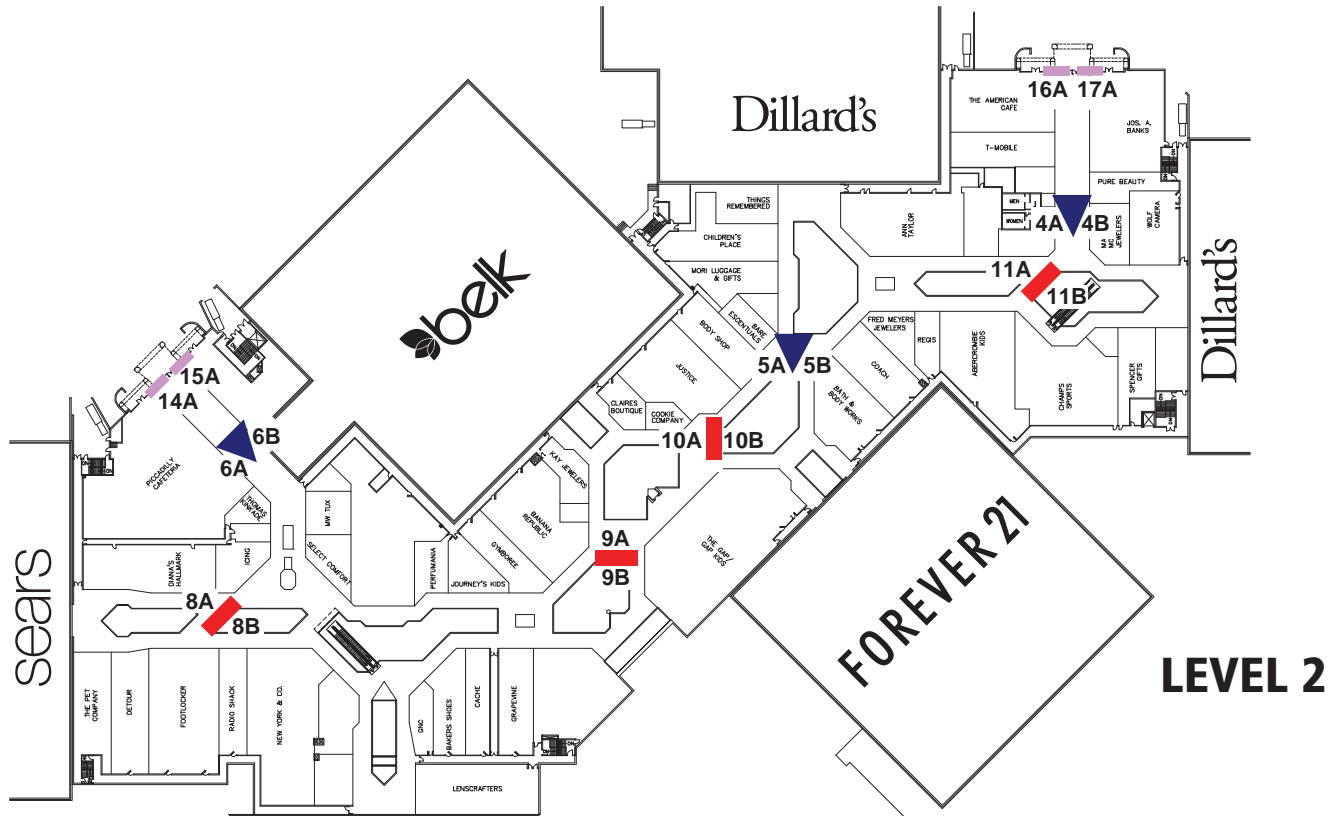 Dillard's
16A 17A
THE AMERICAN
CAFE
JOS. A.
BANKS
T-MOBILE
PURE BEAUTY
MEN
WOMEN
4A 4B
MA
MC
JEWELERS
WOLF
CAMERA
Dillard's
THINGS
REMEMBERED
CHILDREN'S
PLACE
MORI LUGGAGE
& GIFTS
ANN
TAYLOR
11A
11B
belk
BARE
ESCENTUALS
BODY SHOP
JUSTICE
5A 5B
FRED MEYERS
JEWELERS
REGIS
COACH
BATH &
BODY WORKS
ABERCROMBIE
KIDS
CHAMPS
SPORTS
SPENCER
GIFTS
DN
DN
15A
14A
6B
6A
PICCADILLY
CAFETERIA
THOMAS
KINKADE
CLAIRES
BOUTIQUE
COOKIE
COMPANY
10A 10B
KAY JEWELERS
BANANA
REPUBLIC
GYMBOREE
JOURNEY'S KIDS
PERFUMANIA
MW TUX
SELECT COMFORT
9A
9B
THE GAP/
GAP KIDS
FOREVER 21
sears
DIANA'S
HALLMARK
ICING
8A
8B
THE PET
COMPANY
DETOUR
FOOTLOCKER
RADIO SHACK
NEW YORK & CO.
GNC
BAKERS SHOES
CACHE
GRAPEVINE
LENSCRAFTERS
LEVEL 2